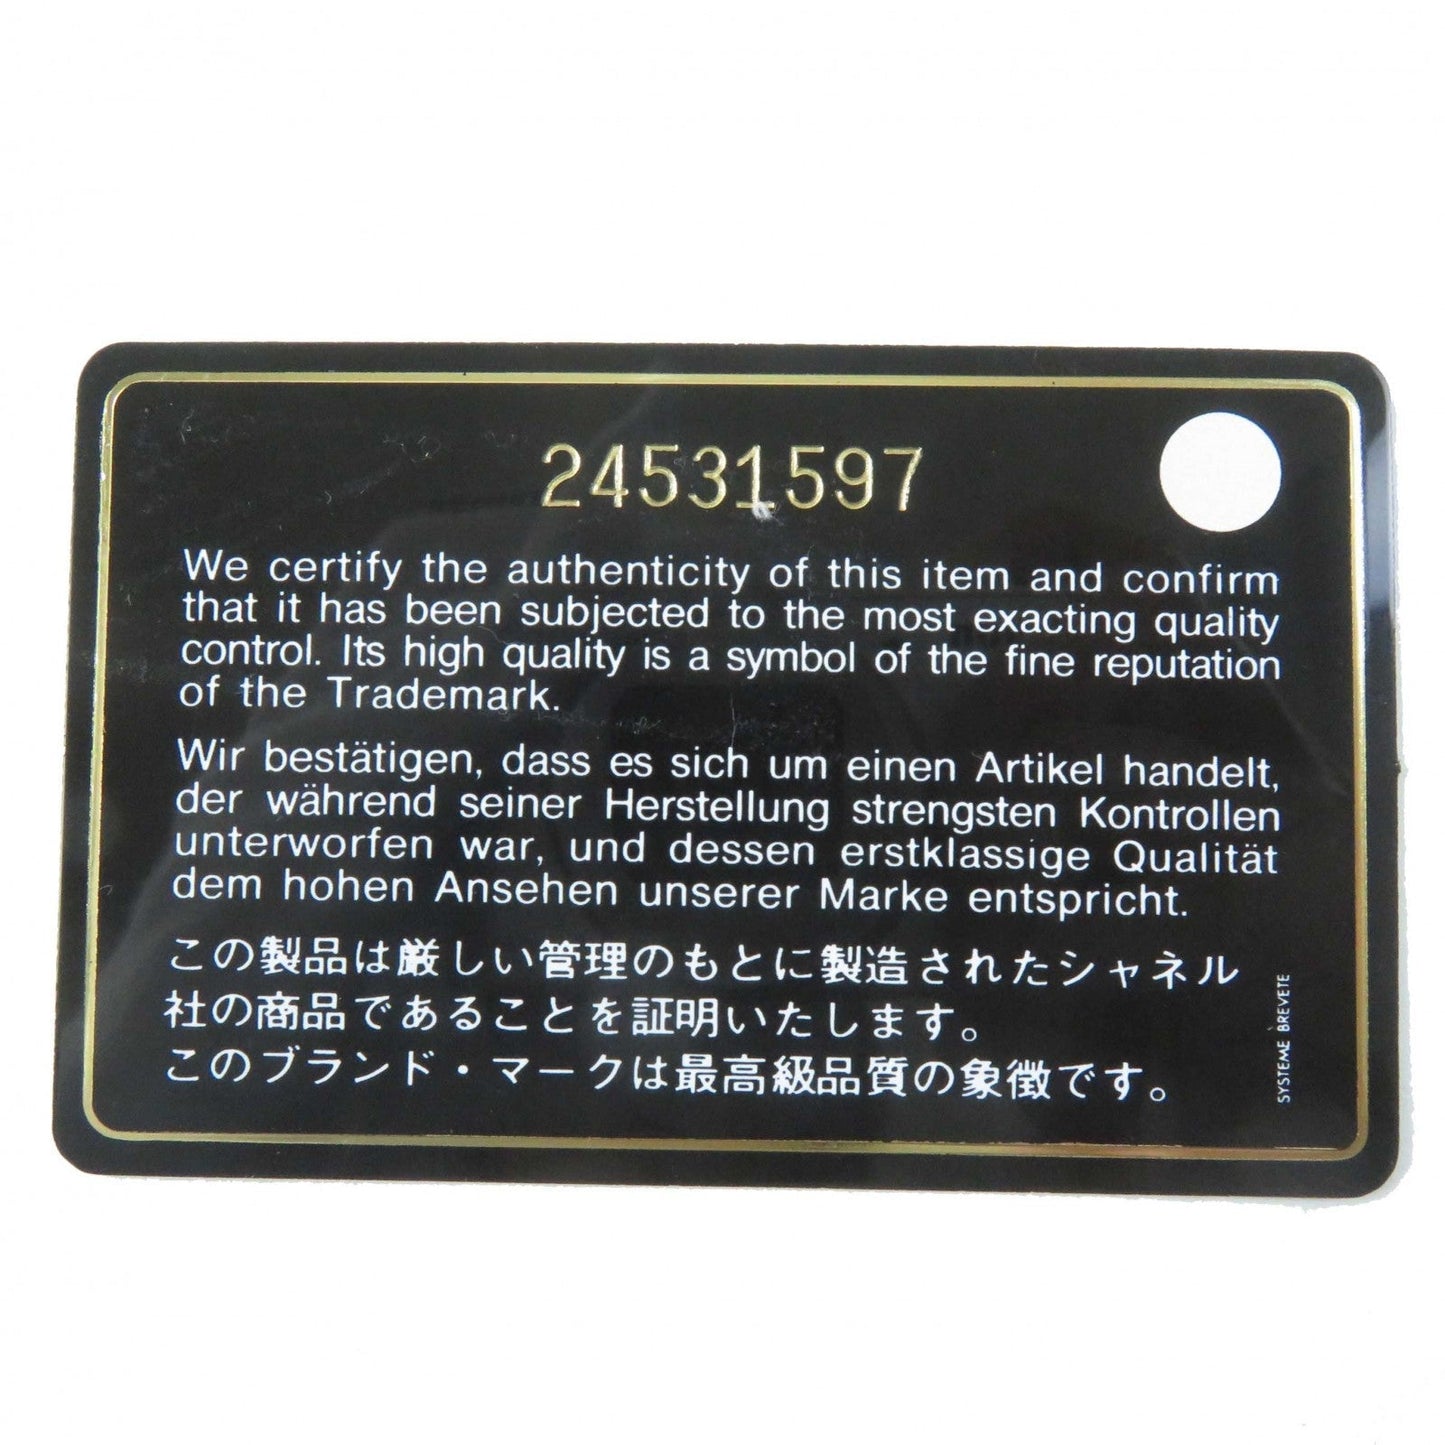 24531597
We certify the authenticity of this item and confirm
that it has been subjected to the most exacting quality
control. Its high quality is a symbol of the fine reputation
of the Trademark.
Wir bestätigen, dass es sich um einen Artikel handelt,
der während seiner Herstellung strengsten Kontrollen
unterworfen war, und dessen erstklassige Qualität
dem hohen Ansehen unserer Marke entspricht.
この製品は厳しい管理のもとに製造されたシャネル
社の商品であることを証明いたします。
このブランド・マークは最高級品質の象徴です。
SYSTEME BREVETE